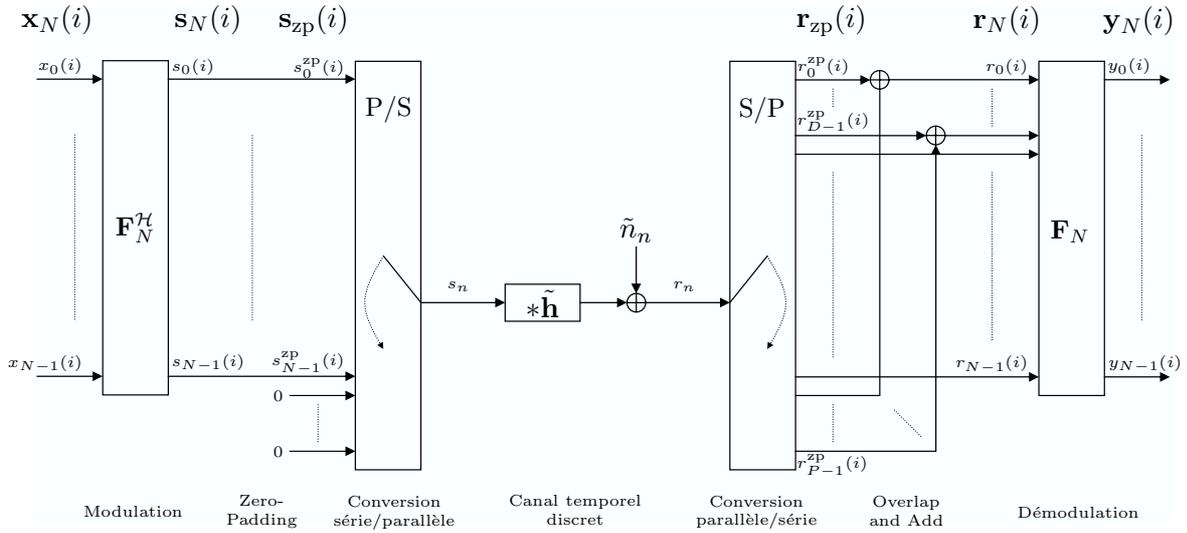 x_N(i) s_N(i) s_zp(i) r_zp(i) r_N(i) y_N(i)
x_0(i) s_0(i) s_0^zp(i) r_0^zp(i) r_0(i) y_0(i)
P/S S/P
r_{D−1}^zp(i)
F_N^ℋ ñ_n F_N
s_n ∗h̃ r_n
x_{N−1}(i) s_{N−1}(i) s_{N−1}^zp(i) r_{N−1}(i) y_{N−1}(i)
0
0
r_{P−1}^zp(i)
Modulation
Zero-
Padding
Conversion
série/parallèle
Canal temporel
discret
Conversion
parallèle/série
Overlap
and Add
Démodulation